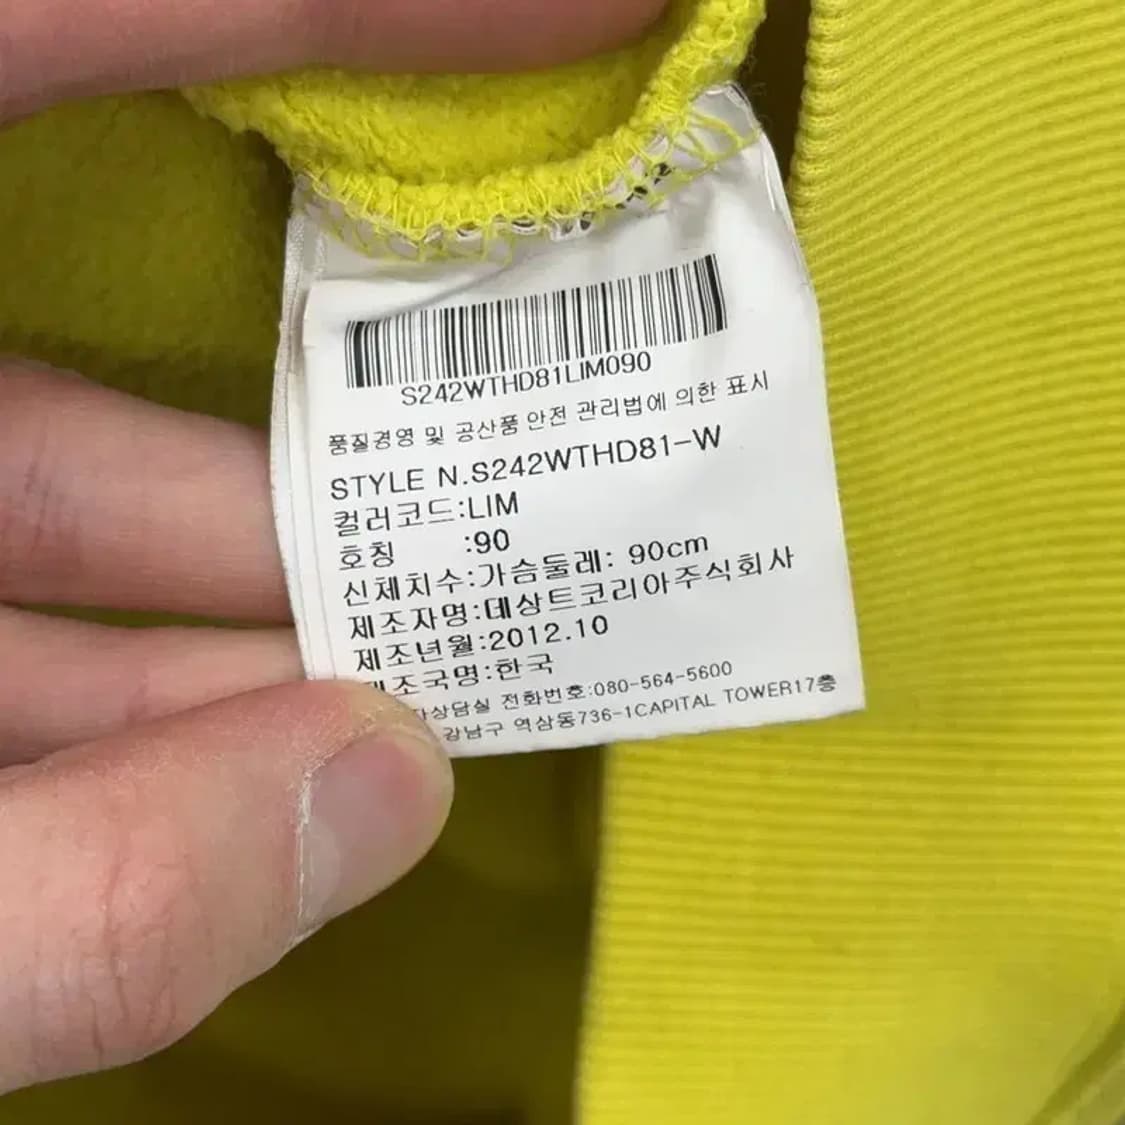 S242WTHD81LIM090
품질경영 및 공산품 안전 관리법에 의한 표시
STYLE N.S242WTHD81-W
컬러코드:LIM
호칭 :90
신체치수:가슴둘레: 90cm
제조자명:데상트코리아주식회사
제조년월:2012.10
제조국명:한국
자상담실 전화번호:080-564-5600
강남구 역삼동736-1CAPITAL TOWER17층